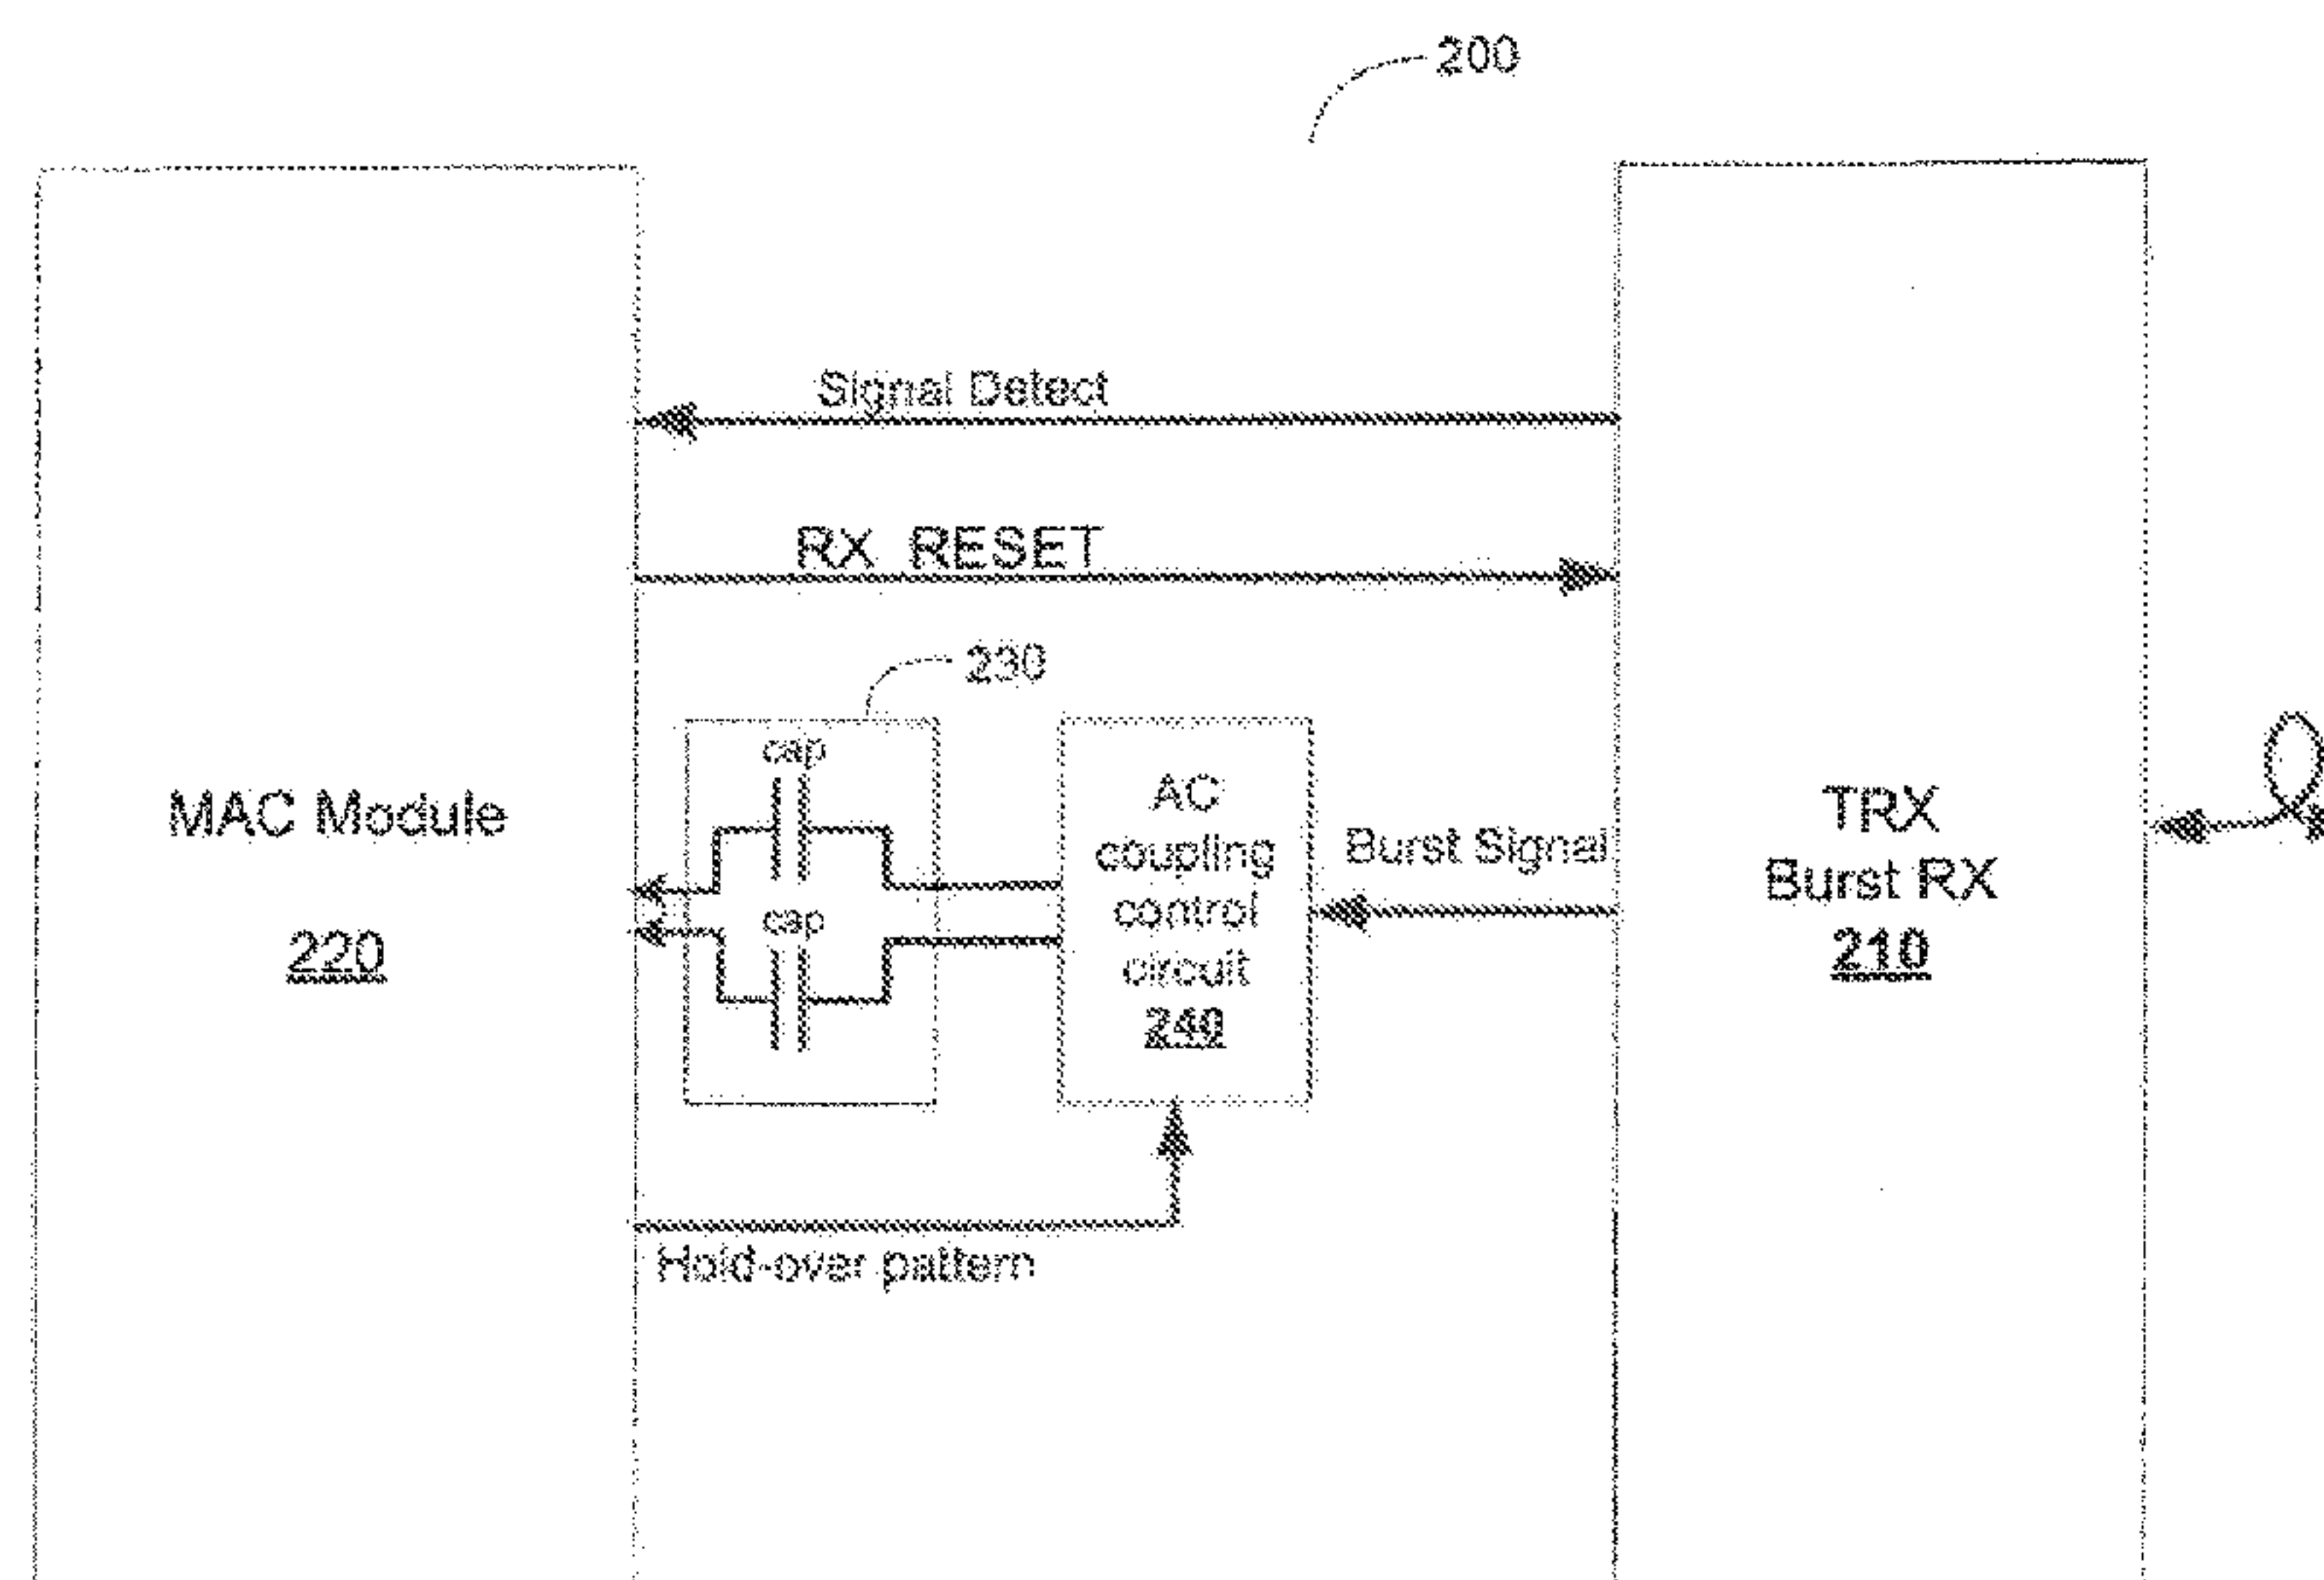 200
Signal Detect
RX RESET
230
cap
cap
MAC Module
220
AC
coupling
control
circuit
240
Burst Signal
TRX
Burst RX
210
Hold-over pattern